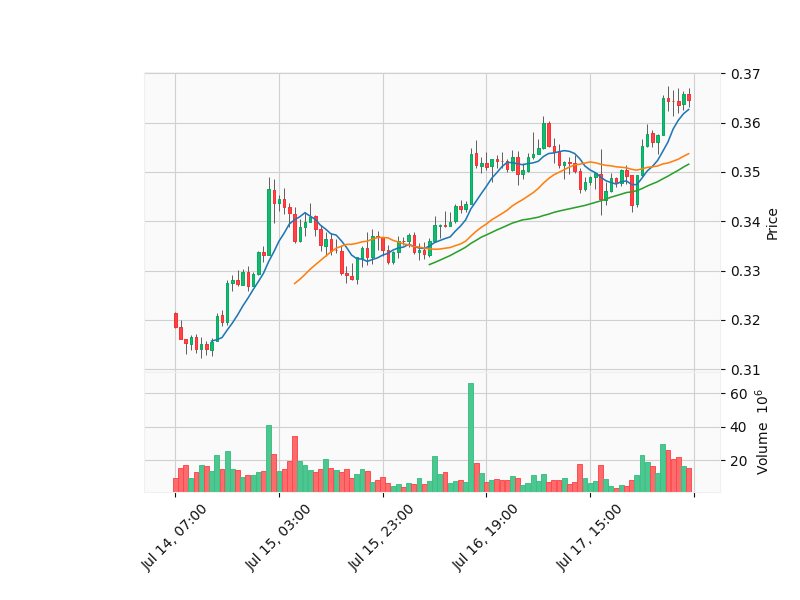 0.37
0.36
0.35
0.34
0.33
0.32
0.31
Price
60
40
20
Volume 10⁶
Jul 14, 07:00
Jul 15, 03:00
Jul 15, 23:00
Jul 16, 19:00
Jul 17, 15:00